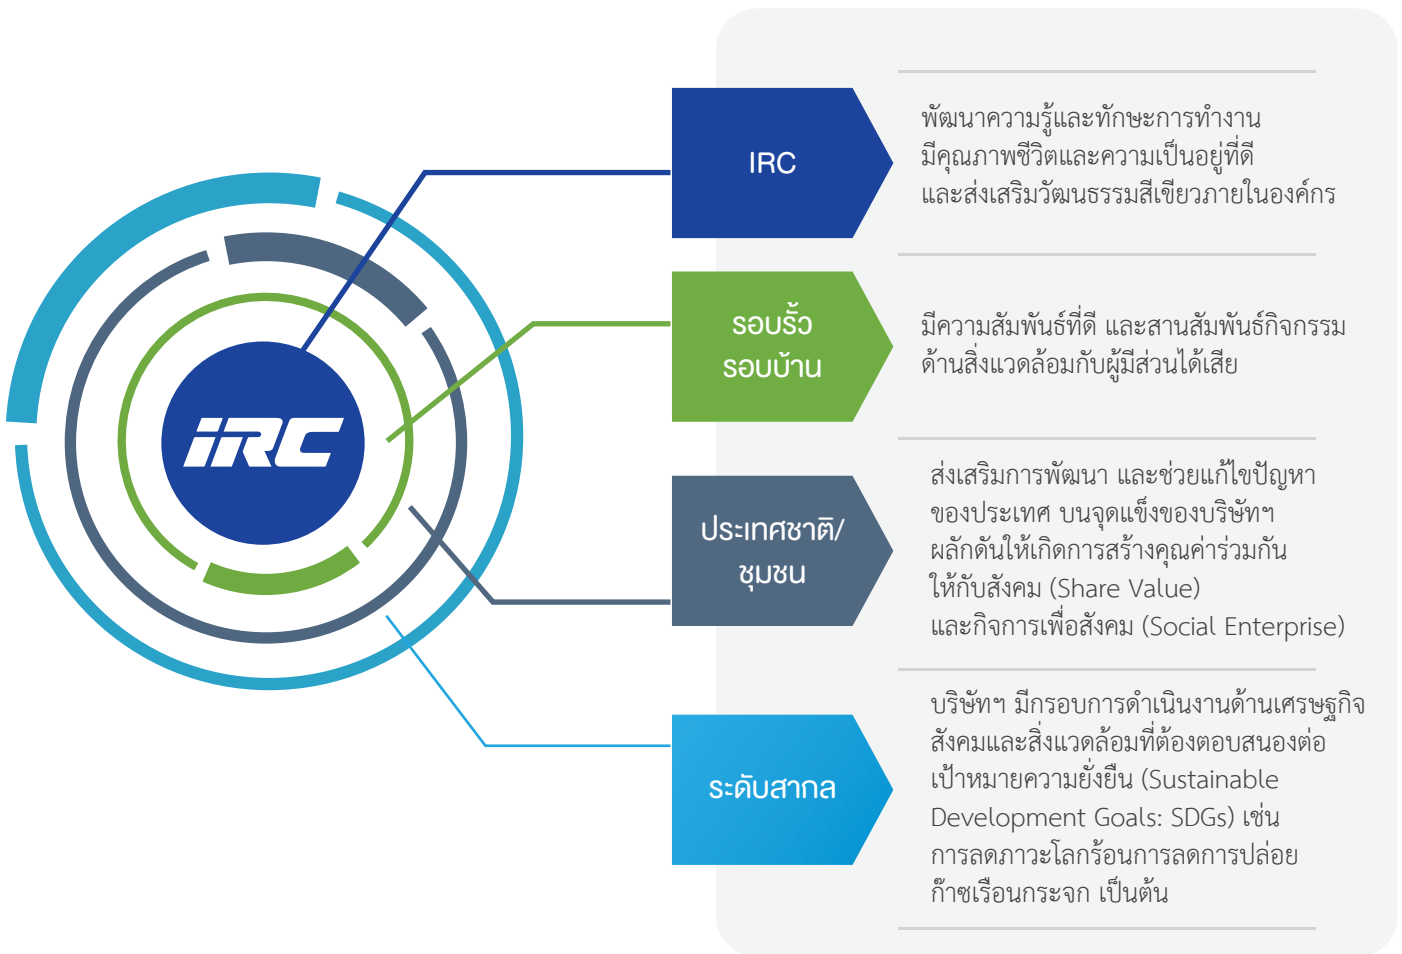 IRC
IRC
พัฒนาความรู้และทักษะการทำงาน
มีคุณภาพชีวิตและความเป็นอยู่ที่ดี
และส่งเสริมวัฒนธรรมสีเขียวภายในองค์กร
รอบรั้ว
รอบบ้าน
มีความสัมพันธ์ที่ดี และสานสัมพันธ์กิจกรรม
ด้านสิ่งแวดล้อมกับผู้มีส่วนได้เสีย
ประเทศชาติ/
ชุมชน
ส่งเสริมการพัฒนา และช่วยแก้ไขปัญหา
ของประเทศ บนจุดแข็งของบริษัทฯ
ผลักดันให้เกิดการสร้างคุณค่าร่วมกัน
ให้กับสังคม (Share Value)
และกิจการเพื่อสังคม (Social Enterprise)
ระดับสากล
บริษัทฯ มีกรอบการดำเนินงานด้านเศรษฐกิจ
สังคมและสิ่งแวดล้อมที่ต้องตอบสนองต่อ
เป้าหมายความยั่งยืน (Sustainable
Development Goals: SDGs) เช่น
การลดภาวะโลกร้อนการลดการปล่อย
ก๊าซเรือนกระจก เป็นต้น